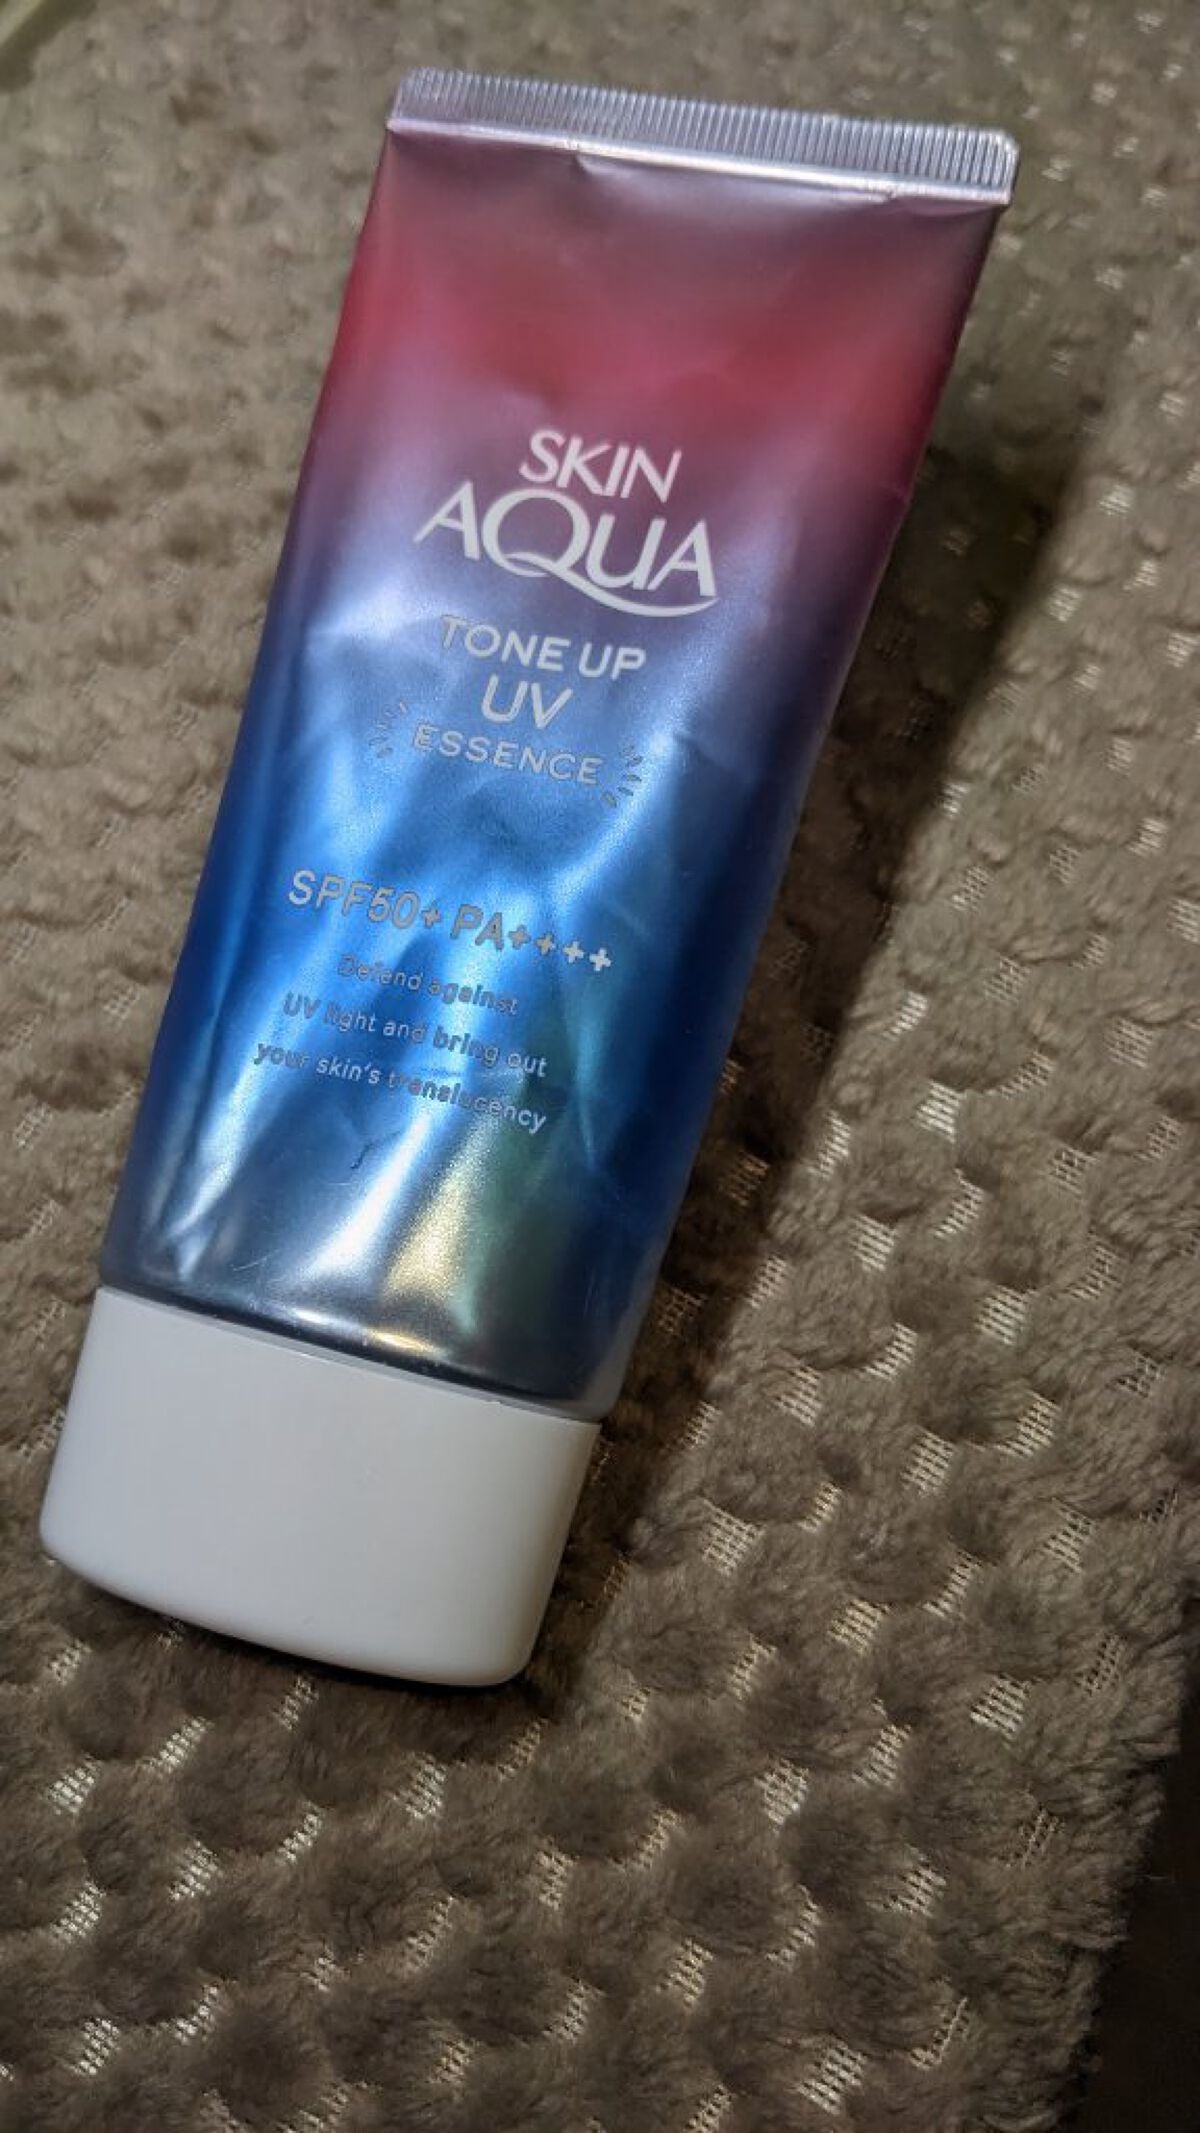 SKIN
AQUA
TONE UP
UV
ESSENCE
SPF50+ PA++++
Defend against
UV light and bring out
your skin's translucency